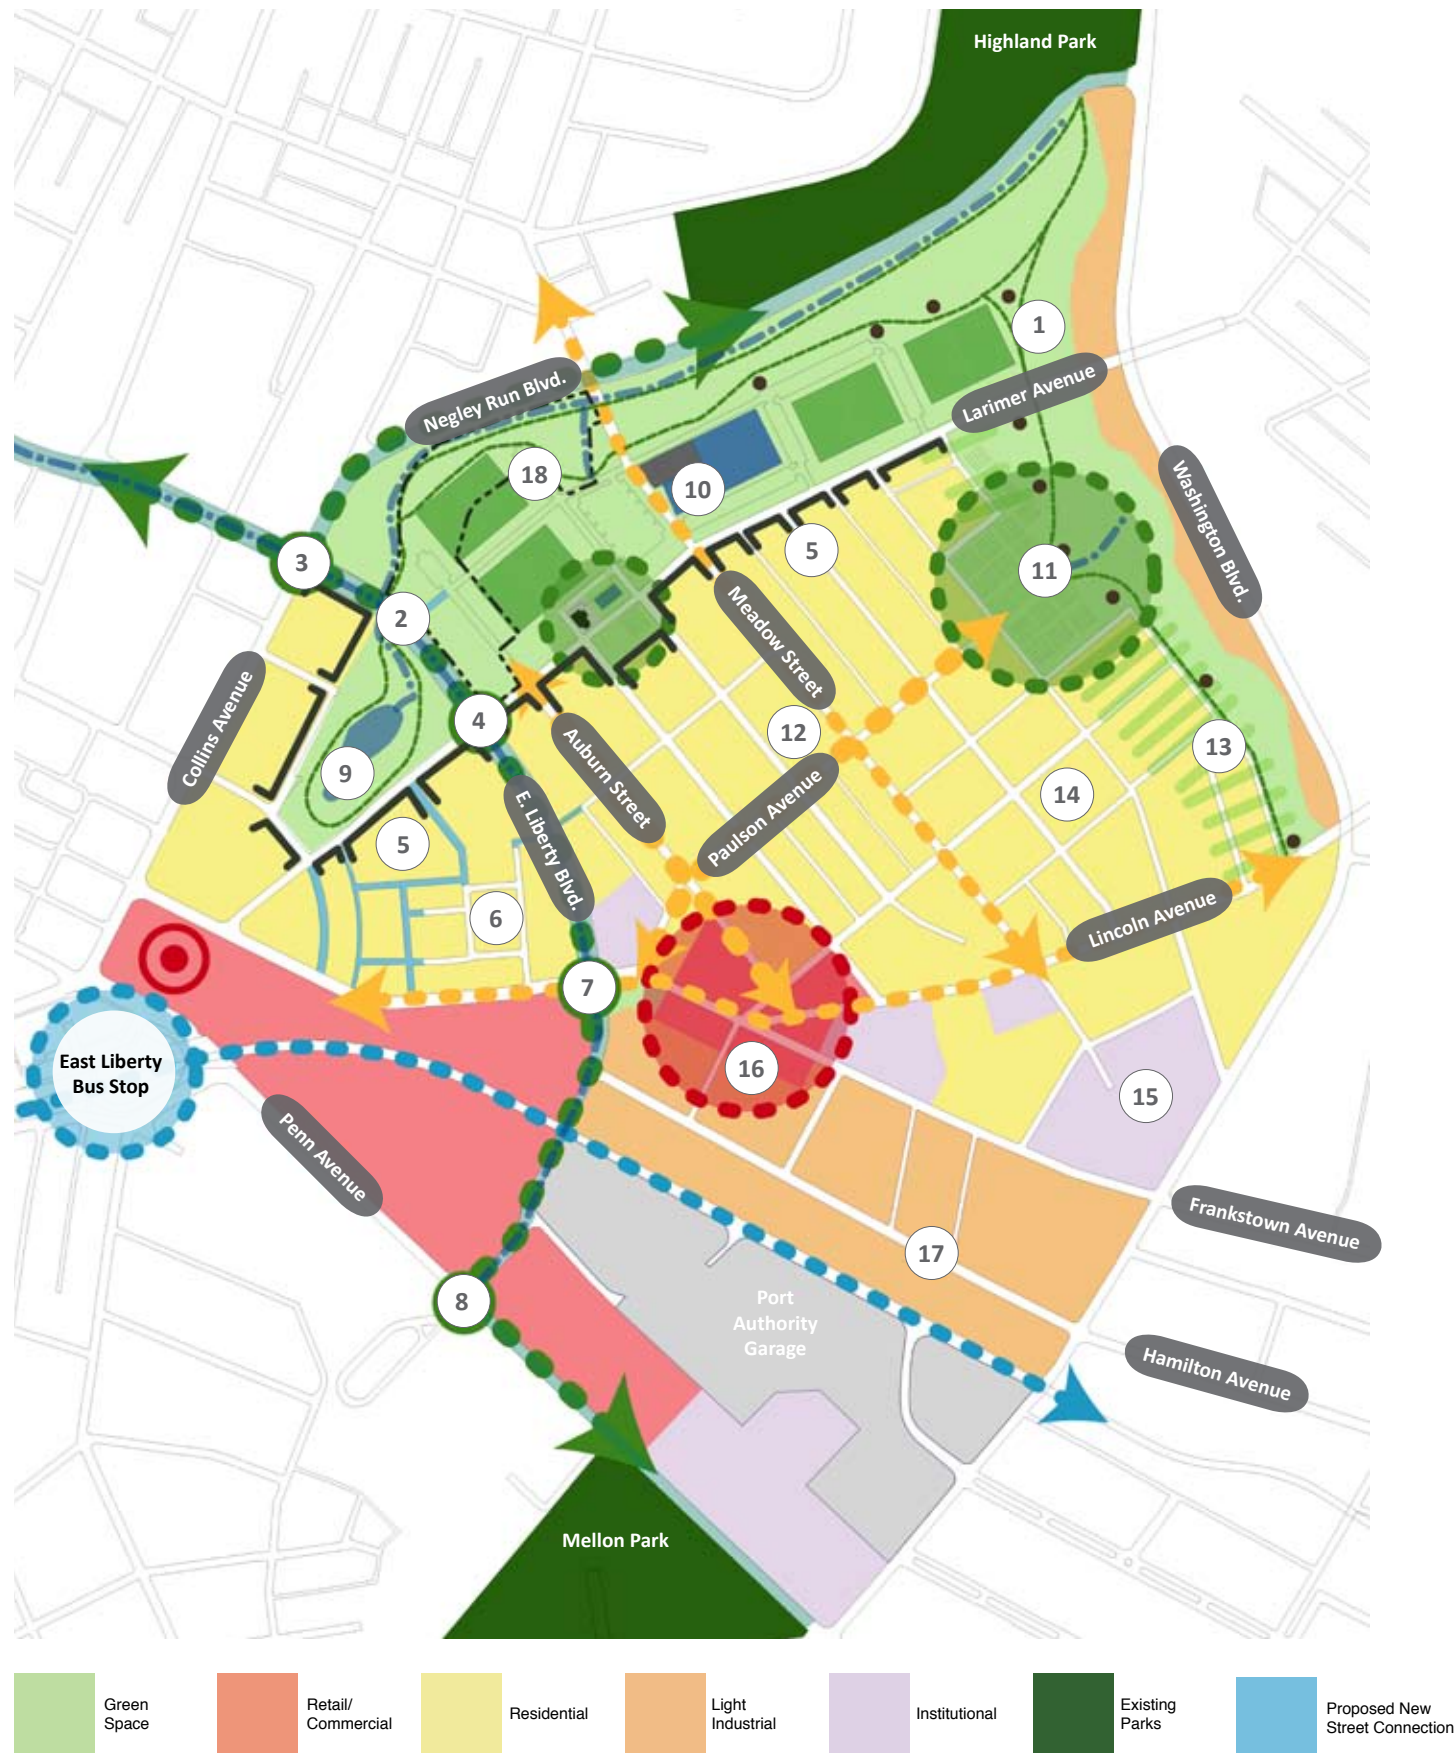 Highland Park
1
Larimer Avenue
Negley Run Blvd.
18
10
Washington Blvd.
5
3
11
2
Meadow Street
Collins Avenue
4
12
13
9
Auburn Street
14
Paulson Avenue
E. Liberty Blvd.
5
6
Lincoln Avenue
7
East Liberty
Bus Stop
16
15
Penn Avenue
Frankstown Avenue
17
8
Port
Authority
Garage
Hamilton Avenue
Mellon Park
Green
Space
Retail/
Commercial
Residential
Light
Industrial
Institutional
Existing
Parks
Proposed New
Street Connection